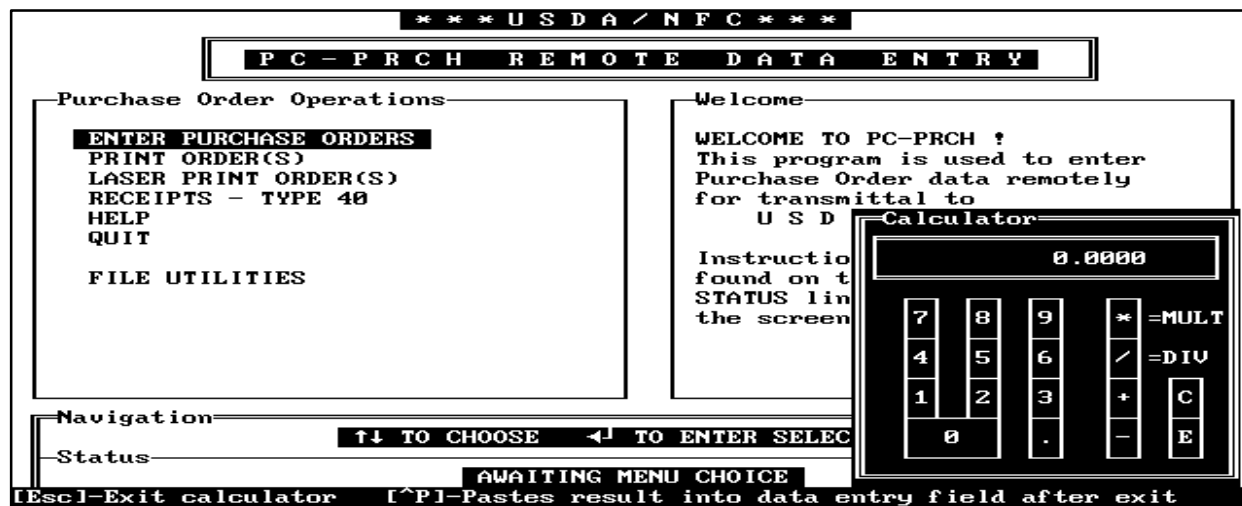 * * * U S D A / N F C * * *
P C - P R C H   R E M O T E   D A T A   E N T R Y
Purchase Order Operations
ENTER PURCHASE ORDERS
PRINT ORDER(S)
LASER PRINT ORDER(S)
RECEIPTS - TYPE 40
HELP
QUIT
FILE UTILITIES
Welcome
WELCOME TO PC-PRCH !
This program is used to enter
Purchase Order data remotely
for transmittal to
U S D
Instructio
found on t
STATUS lin
the screen
Calculator
0.0000
7 8 9 * =MULT
4 5 6 / =DIV
1 2 3 + C
0 . - E
Navigation
↑↓ TO CHOOSE ◄┘ TO ENTER SELEC
Status
AWAITING MENU CHOICE
[Esc]-Exit calculator [^P]-Pastes result into data entry field after exit